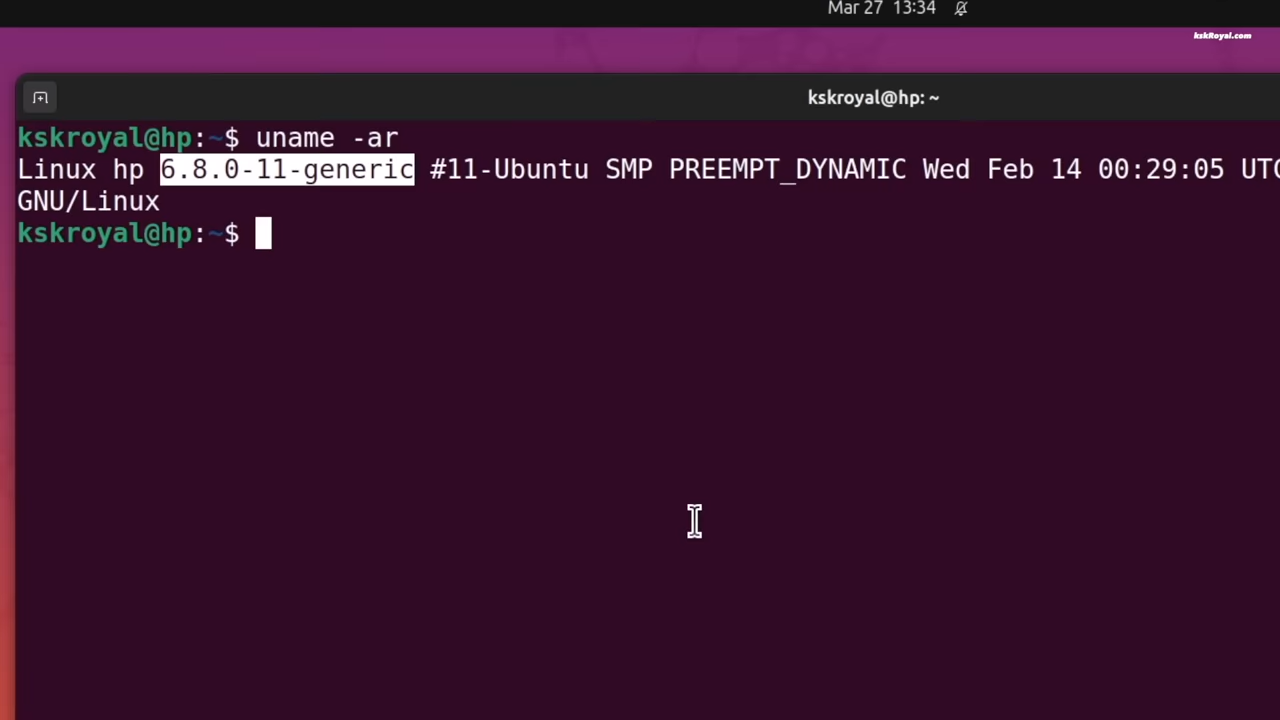 Mar 27 13:34
kskRoyal.com
kskroyal@hp: ~
kskroyal@hp:~$ uname -ar
Linux hp 6.8.0-11-generic #11-Ubuntu SMP PREEMPT_DYNAMIC Wed Feb 14 00:29:05 UTC
GNU/Linux
kskroyal@hp:~$